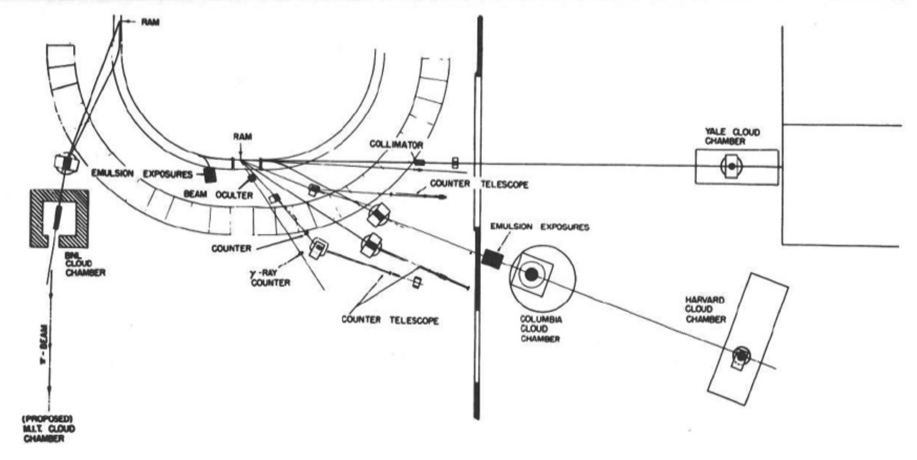 RAM
RAM
COLLIMATOR
YALE CLOUD
CHAMBER
EMULSION EXPOSURES
BEAM OCULTER
COUNTER TELESCOPE
COUNTER
EMULSION EXPOSURES
BNL
CLOUD
CHAMBER
γ-RAY
COUNTER
COUNTER TELESCOPE
COLUMBIA
CLOUD
CHAMBER
HARVARD
CLOUD
CHAMBER
π⁻-BEAM
(PROPOSED)
M.I.T. CLOUD
CHAMBER